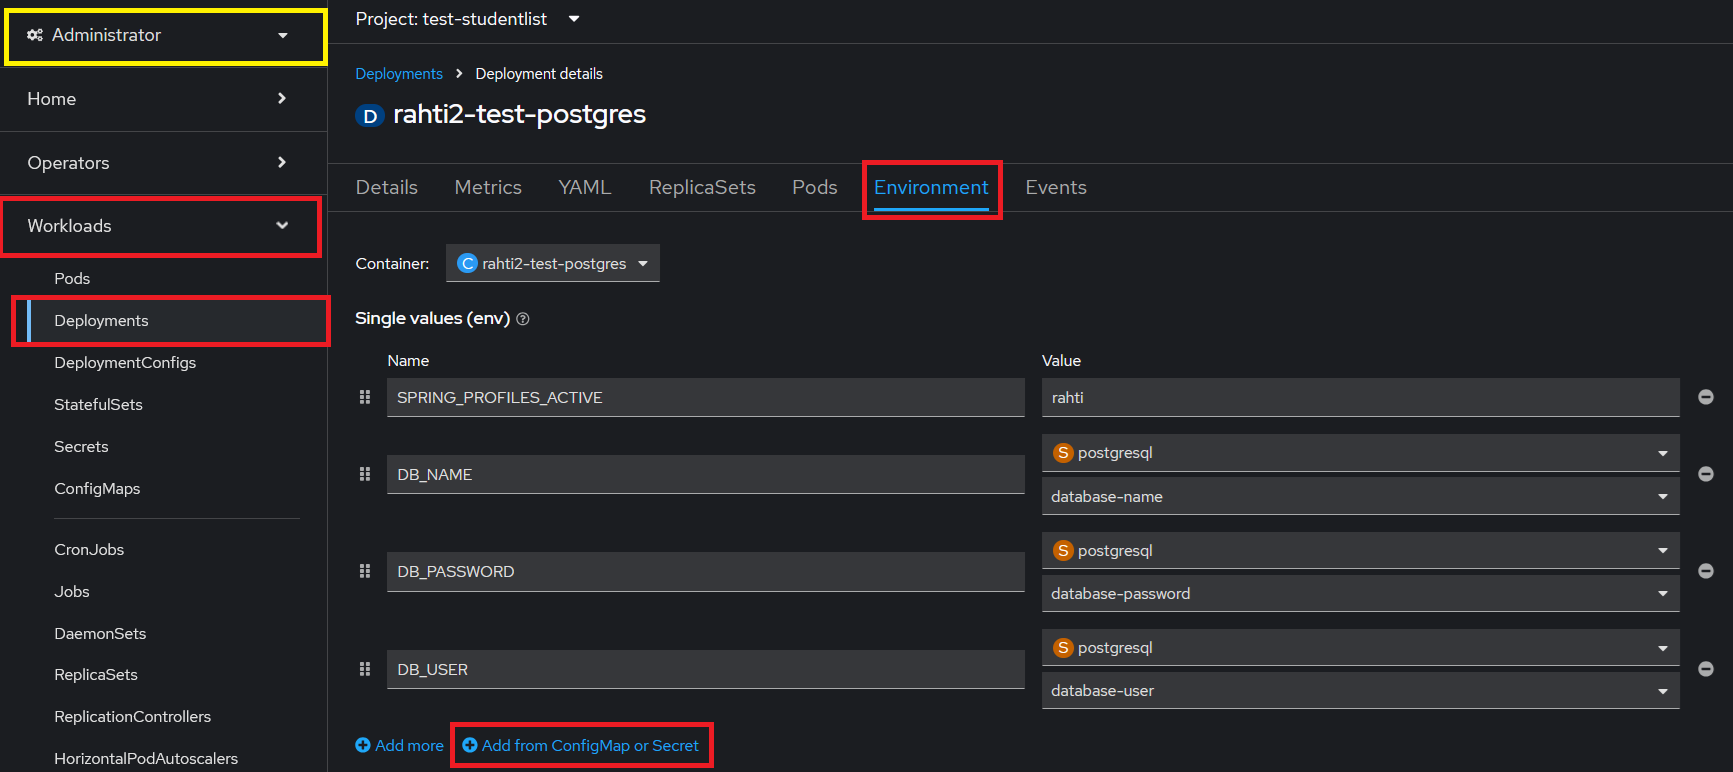 Administrator
Home
Operators
Workloads
Pods
Deployments
DeploymentConfigs
StatefulSets
Secrets
ConfigMaps
CronJobs
Jobs
DaemonSets
ReplicaSets
ReplicationControllers
HorizontalPodAutoscalers
Project: test-studentlist
Deployments > Deployment details
D rahti2-test-postgres
Details Metrics YAML ReplicaSets Pods Environment Events
Container: C rahti2-test-postgres
Single values (env) ?
Name Value
SPRING_PROFILES_ACTIVE rahti
DB_NAME S postgresql
database-name
DB_PASSWORD S postgresql
database-password
DB_USER S postgresql
database-user
Add more Add from ConfigMap or Secret